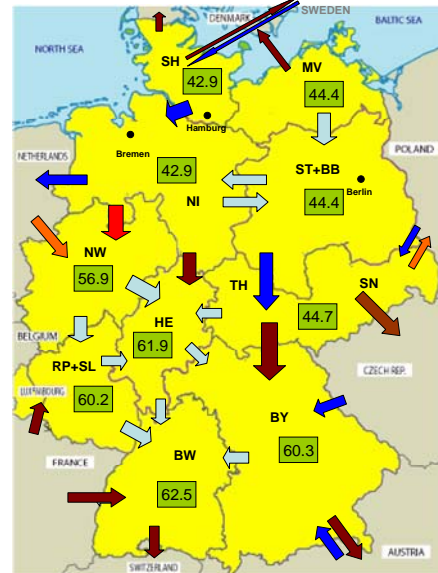 DENMARK
SWEDEN
BALTIC SEA
NORTH SEA
SH
42.9
MV
44.4
Hamburg
Bremen
POLAND
NETHERLANDS
42.9
ST+BB
Berlin
44.4
NI
NW
56.9
TH
SN
44.7
HE
61.9
BELGIUM
RP+SL
CZECH REP.
LUXEMBOURG
60.2
BY
60.3
FRANCE
BW
62.5
AUSTRIA
SWITZERLAND